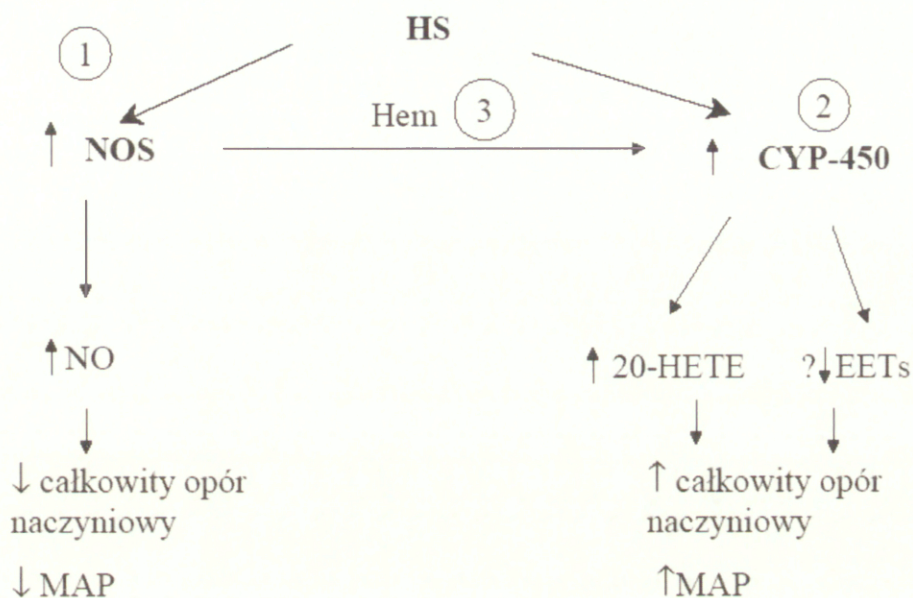 HS
1
Hem 3
2
↑ NOS
↑ CYP-450
↑NO
↑ 20-HETE
?↓EETs
↓ całkowity opór
naczyniowy
↑ całkowity opór
naczyniowy
↓ MAP
↑MAP